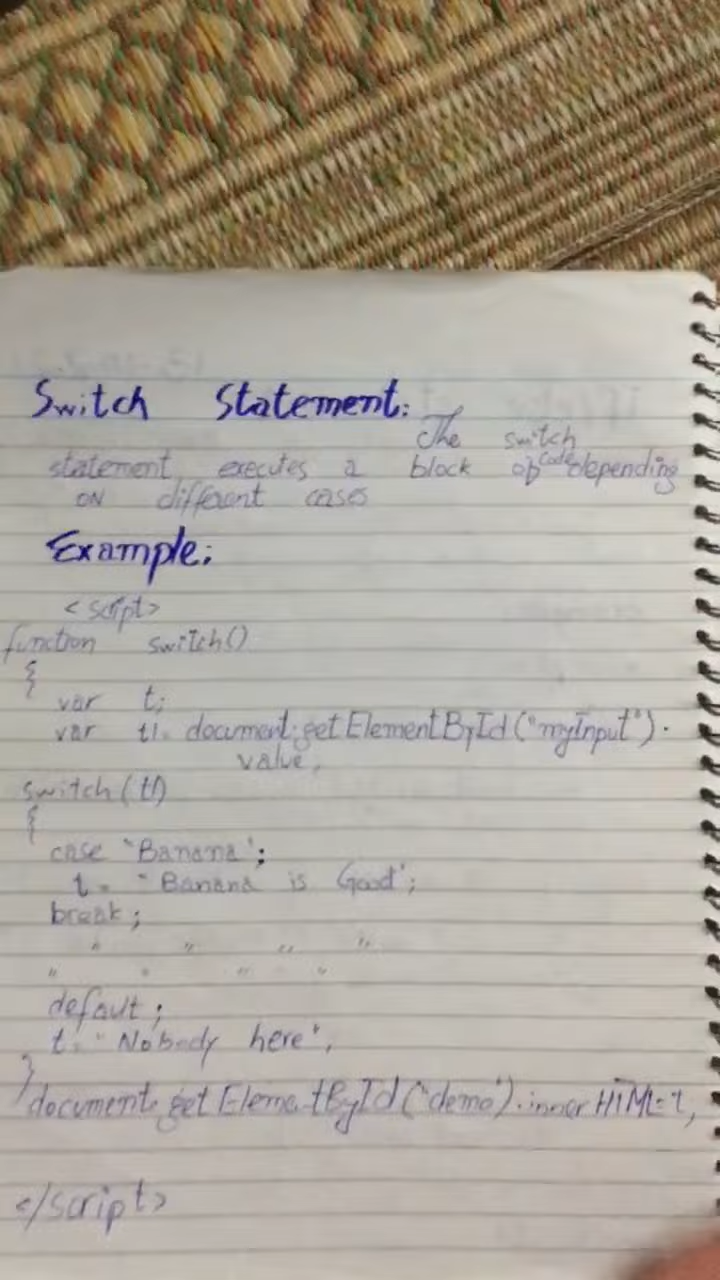 Switch Statement:
The switch
statement, executes a block of code depending
on different cases
Example:
<script>
function switch()
{
var t;
var t1= document.getElementById("myInput").
value;
switch(t1)
{
case "Banana";
t= "Banana is Good";
break;
" " " "
" " " "
default;
t= "Nobody here",
}
document.getElementById("demo").innerHTML=t,
</script>